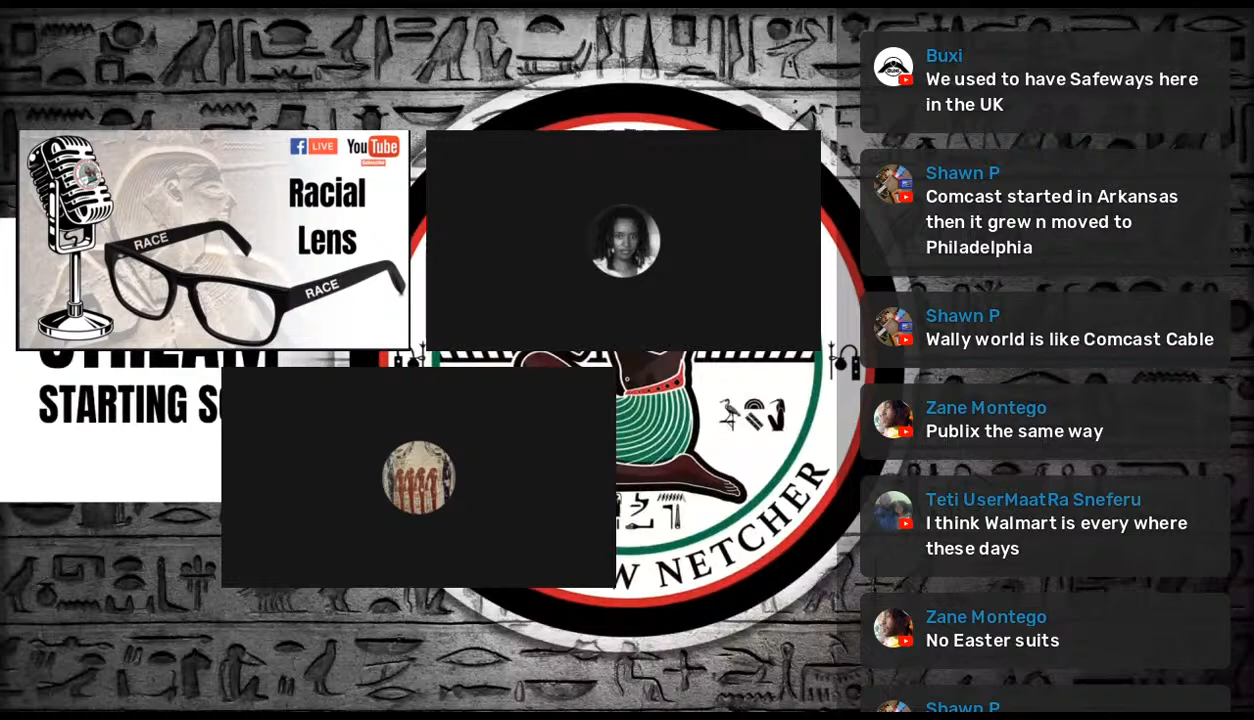 f LIVE YouTube
Racial
Lens
RACE
RACE
STREAM
STARTING
W NETCHER
Buxi
We used to have Safeways here
in the UK
Shawn P
Comcast started in Arkansas
then it grew n moved to
Philadelphia
Shawn P
Wally world is like Comcast Cable
Zane Montego
Publix the same way
Teti UserMaatRa Sneferu
I think Walmart is every where
these days
Zane Montego
No Easter suits
Shawn P